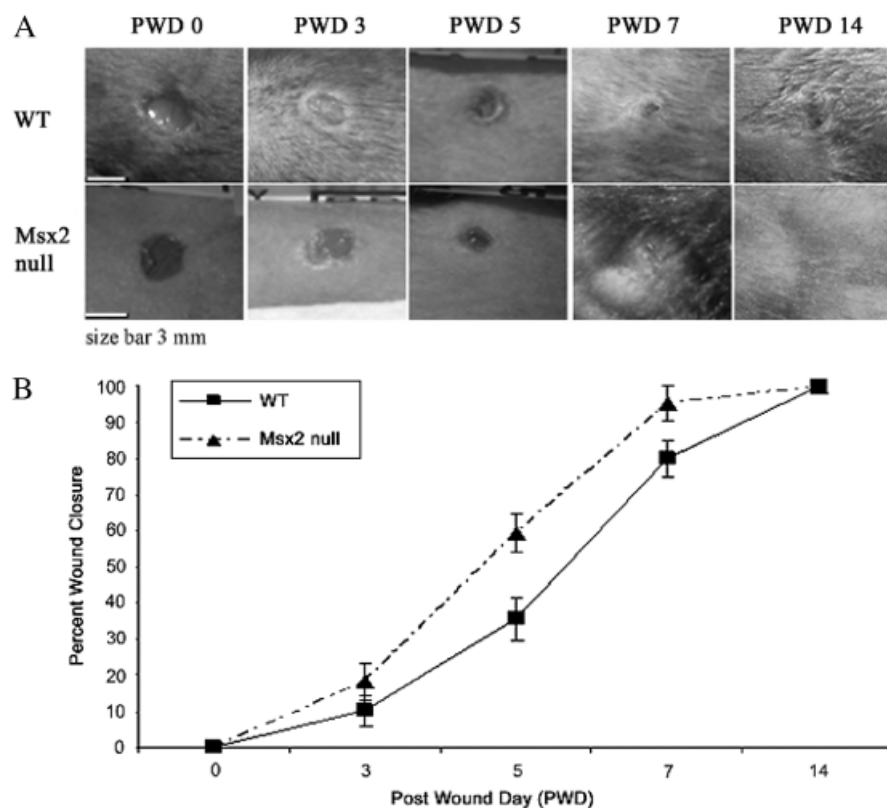 A
PWD 0 PWD 3 PWD 5 PWD 7 PWD 14
WT
Msx2
null
size bar 3 mm
B
WT
Msx2 null
Percent Wound Closure
100
90
80
70
60
50
40
30
20
10
0
0 3 5 7 14
Post Wound Day (PWD)